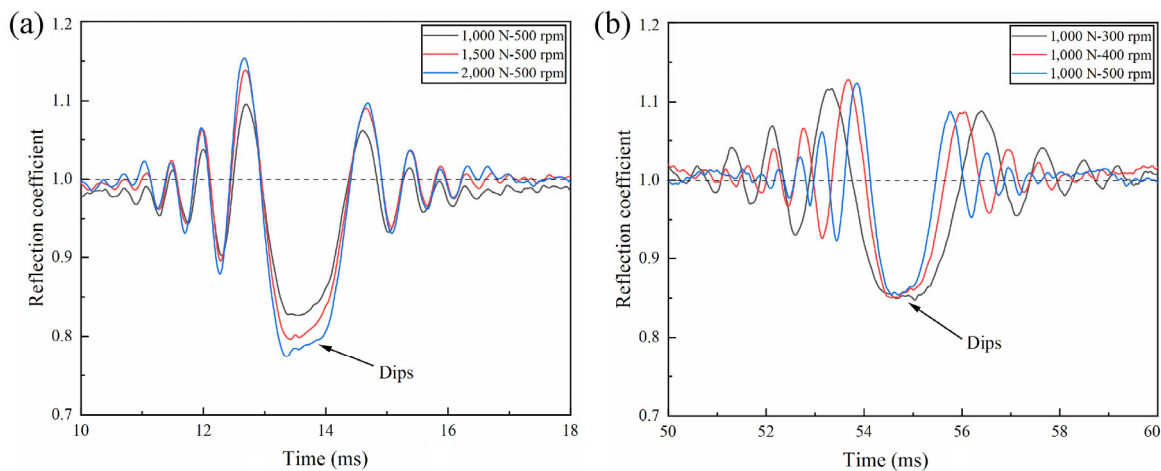 (a)
1.2
1.1
1.0
0.9
0.8
0.7
Reflection coefficient
1,000 N-500 rpm
1,500 N-500 rpm
2,000 N-500 rpm
Dips
10 12 14 16 18
Time (ms)
(b)
1.2
1.1
1.0
0.9
0.8
0.7
Reflection coefficient
1,000 N-300 rpm
1,000 N-400 rpm
1,000 N-500 rpm
Dips
50 52 54 56 58 60
Time (ms)